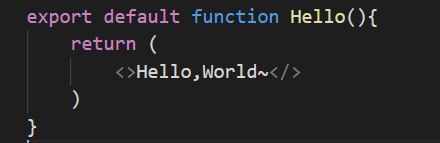 export default function Hello(){
    return (
        <>Hello,World~</>
    )
}